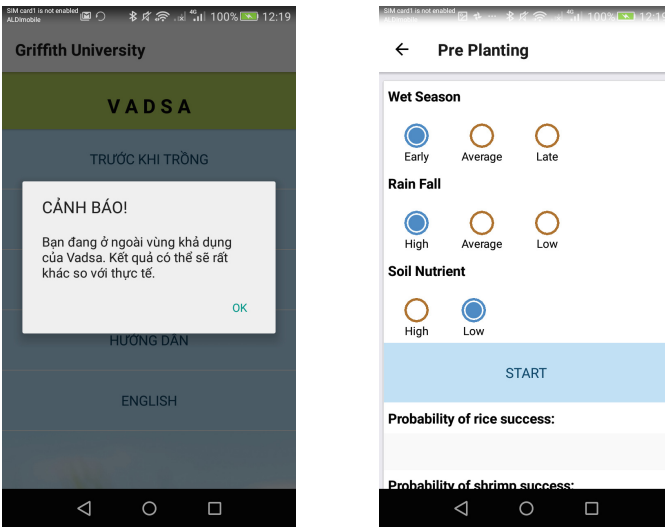 SIM card1 is not enabled
ALDImobile
4G
100%
12:19
Griffith University
VADSA
TRƯỚC KHI TRỒNG
CẢNH BÁO!
Bạn đang ở ngoài vùng khả dụng
của Vadsa. Kết quả có thể sẽ rất
khác so với thực tế.
OK
HƯỚNG DẪN
ENGLISH
SIM card1 is not enabled
ALDImobile
4G
100%
12:19
Pre Planting
Wet Season
Early Average Late
Rain Fall
High Average Low
Soil Nutrient
High Low
START
Probability of rice success:
Probability of shrimp success: